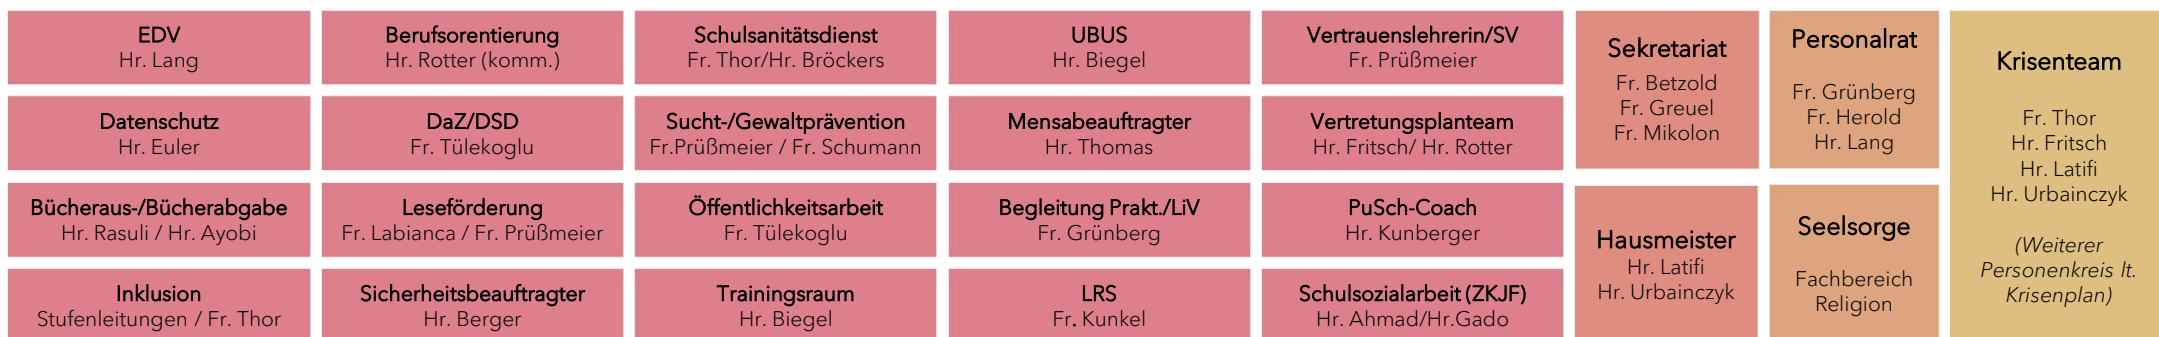 EDV
Hr. Lang
Berufsorentierung
Hr. Rotter (komm.)
Schulsanitätsdienst
Fr. Thor/Hr. Bröckers
UBUS
Hr. Biegel
Vertrauenslehrerin/SV
Fr. Prüßmeier
Datenschutz
Hr. Euler
DaZ/DSD
Fr. Tülekoglu
Sucht-/Gewaltprävention
Fr.Prüßmeier / Fr. Schumann
Mensabeauftragter
Hr. Thomas
Vertretungsplanteam
Hr. Fritsch/ Hr. Rotter
Bücheraus-/Bücherabgabe
Hr. Rasuli / Hr. Ayobi
Leseförderung
Fr. Labianca / Fr. Prüßmeier
Öffentlichkeitsarbeit
Fr. Tülekoglu
Begleitung Prakt./LiV
Fr. Grünberg
PuSch-Coach
Hr. Kunberger
Inklusion
Stufenleitungen / Fr. Thor
Sicherheitsbeauftragter
Hr. Berger
Trainingsraum
Hr. Biegel
LRS
Fr. Kunkel
Schulsozialarbeit (ZKJF)
Hr. Ahmad/Hr.Gado
Sekretariat
Fr. Betzold
Fr. Greuel
Fr. Mikolon
Hausmeister
Hr. Latifi
Hr. Urbainczyk
Personalrat
Fr. Grünberg
Fr. Herold
Hr. Lang
Seelsorge
Fachbereich
Religion
Krisenteam
Fr. Thor
Hr. Fritsch
Hr. Latifi
Hr. Urbainczyk
(Weiterer
Personenkreis lt.
Krisenplan)